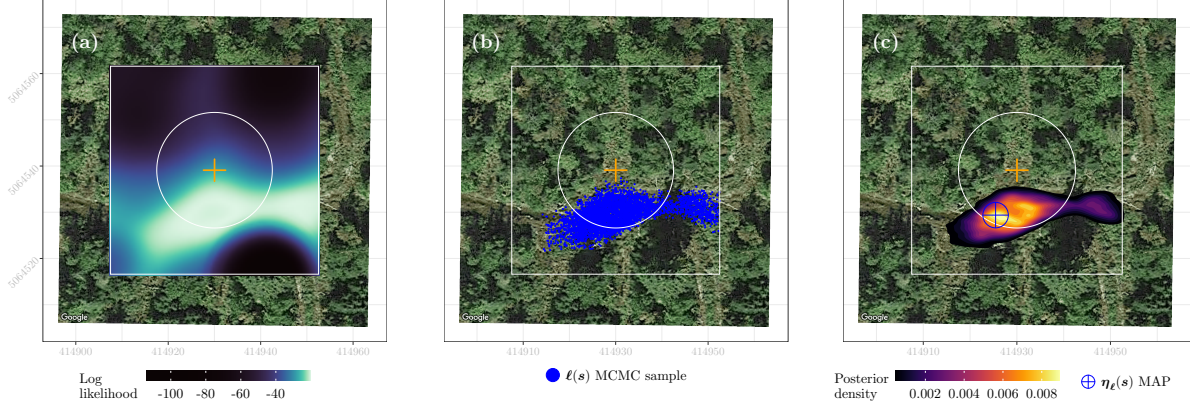 (a)
(b)
(c)
5064560
5064540
5064520
Google
Google
Google
414900
414920
414940
414960
414910
414930
414950
414910
414930
414950
Log
likelihood
-100 -80 -60 -40
ℓ(s) MCMC sample
Posterior
density
0.002 0.004 0.006 0.008
η_ℓ(s) MAP